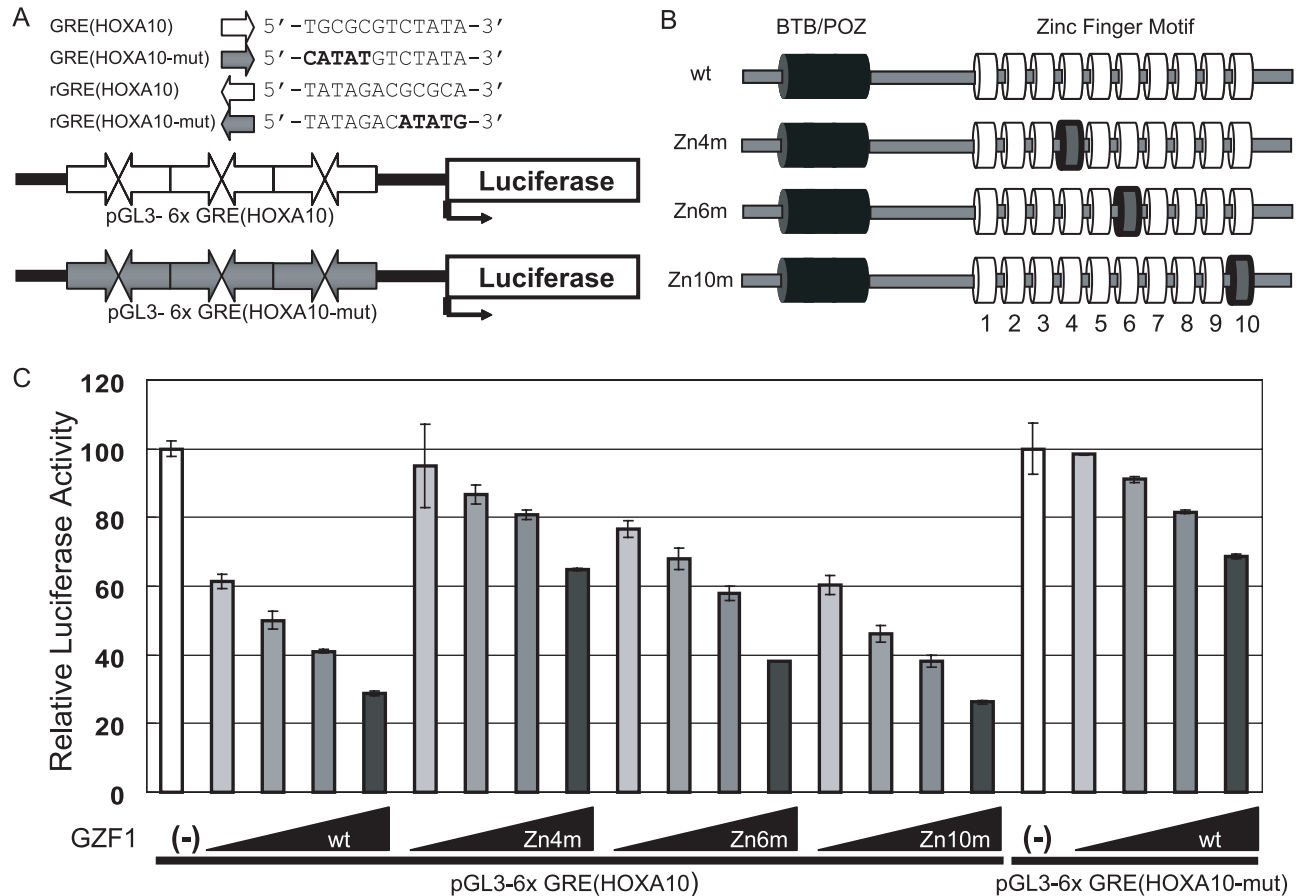 A
GRE(HOXA10) 5'-TGCGCGTCTATA-3'
GRE(HOXA10-mut) 5'-CATATGTCTATA-3'
rGRE(HOXA10) 5'-TATAGACGCGCA-3'
rGRE(HOXA10-mut) 5'-TATAGACATATG-3'
Luciferase
pGL3- 6x GRE(HOXA10)
Luciferase
pGL3- 6x GRE(HOXA10-mut)
B
BTB/POZ Zinc Finger Motif
wt
Zn4m
Zn6m
Zn10m
1 2 3 4 5 6 7 8 9 10
C
Relative Luciferase Activity
120
100
80
60
40
20
0
GZF1 (-) wt Zn4m Zn6m Zn10m (-) wt
pGL3-6x GRE(HOXA10) pGL3-6x GRE(HOXA10-mut)